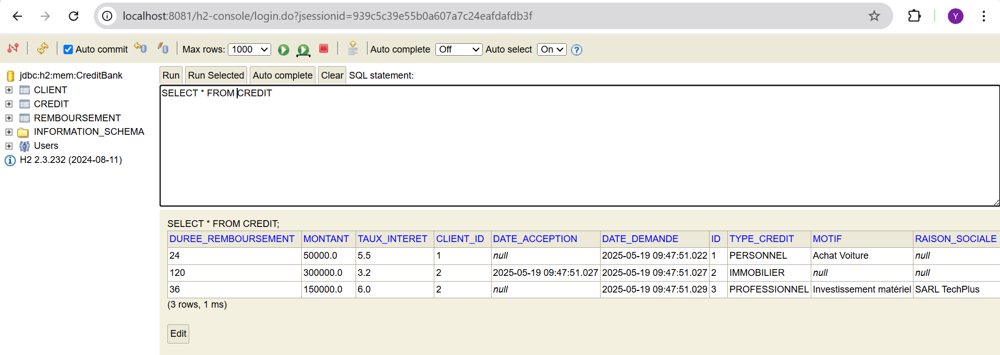 localhost:8081/h2-console/login.do?jsessionid=939c5c39e55b0a607a7c24eafdafdb3f
Y
Auto commit Max rows: 1000 Auto complete Off Auto select On ?
jdbc:h2:mem:CreditBank
CLIENT
CREDIT
REMBOURSEMENT
INFORMATION_SCHEMA
Users
H2 2.3.232 (2024-08-11)
Run Run Selected Auto complete Clear SQL statement:
SELECT * FROM CREDIT
SELECT * FROM CREDIT;
DUREE_REMBOURSEMENT MONTANT TAUX_INTERET CLIENT_ID DATE_ACCEPTION DATE_DEMANDE ID TYPE_CREDIT MOTIF RAISON_SOCIALE
24 50000.0 5.5 1 null 2025-05-19 09:47:51.022 1 PERSONNEL Achat Voiture null
120 300000.0 3.2 2 2025-05-19 09:47:51.027 2025-05-19 09:47:51.027 2 IMMOBILIER null null
36 150000.0 6.0 2 null 2025-05-19 09:47:51.029 3 PROFESSIONNEL Investissement matériel SARL TechPlus
(3 rows, 1 ms)
Edit